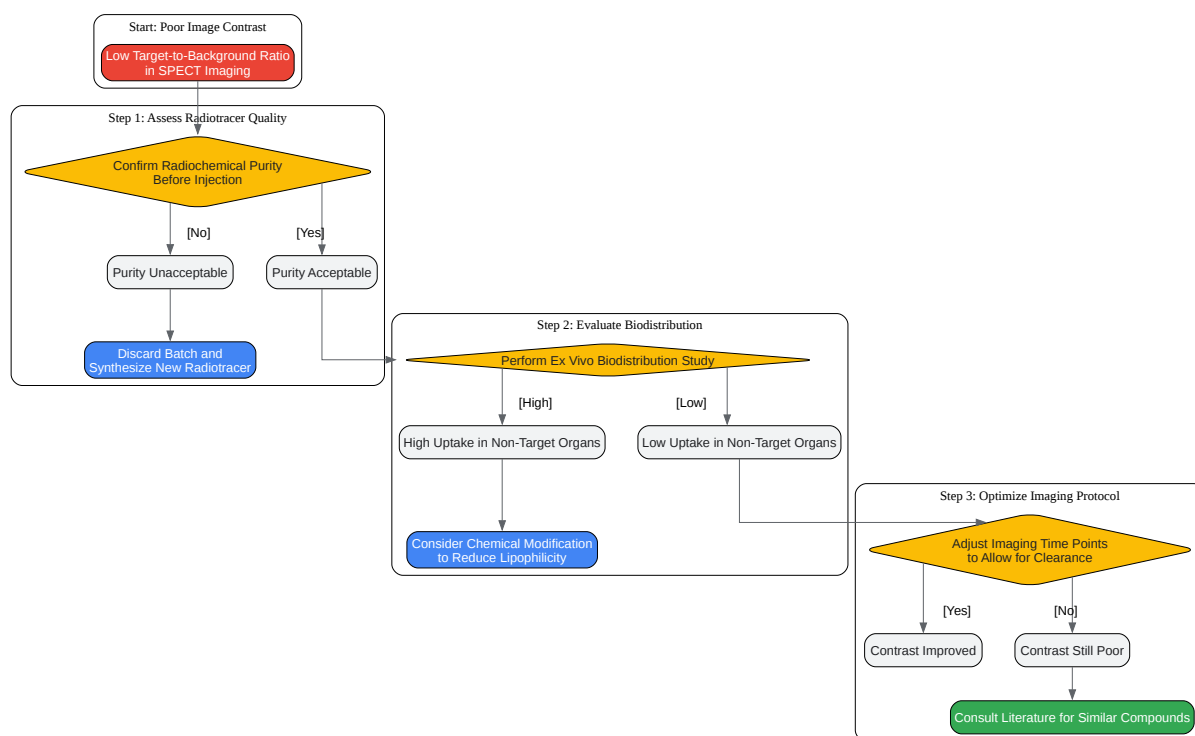 Start: Poor Image Contrast
Low Target-to-Background Ratio
in SPECT Imaging
Step 1: Assess Radiotracer Quality
Confirm Radiochemical Purity
Before Injection
[No]
[Yes]
Purity Unacceptable
Purity Acceptable
Discard Batch and
Synthesize New Radiotracer
Step 2: Evaluate Biodistribution
Perform Ex Vivo Biodistribution Study
[High]
[Low]
High Uptake in Non-Target Organs
Low Uptake in Non-Target Organs
Consider Chemical Modification
to Reduce Lipophilicity
Step 3: Optimize Imaging Protocol
Adjust Imaging Time Points
to Allow for Clearance
[Yes]
[No]
Contrast Improved
Contrast Still Poor
Consult Literature for Similar Compounds